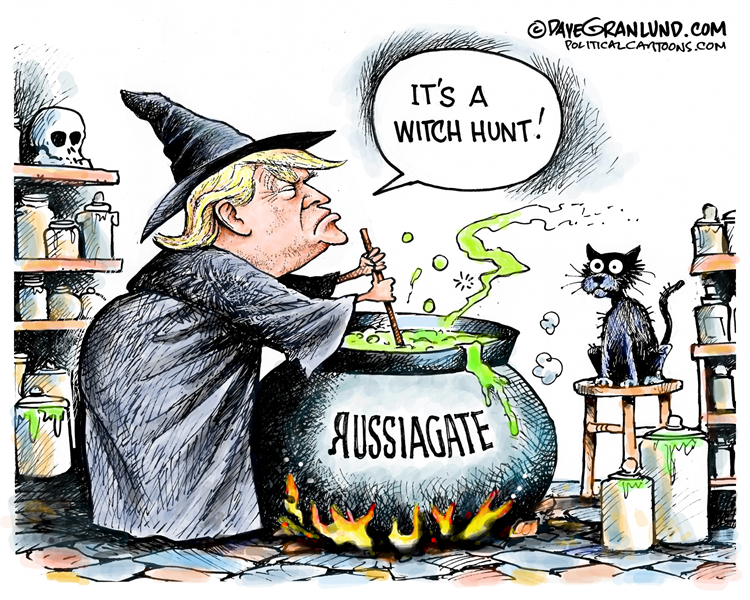 ©DAVEGRANLUND.COM
POLITICALCARTOONS.COM
IT'S A
WITCH HUNT!
ЯUSSIAGATE